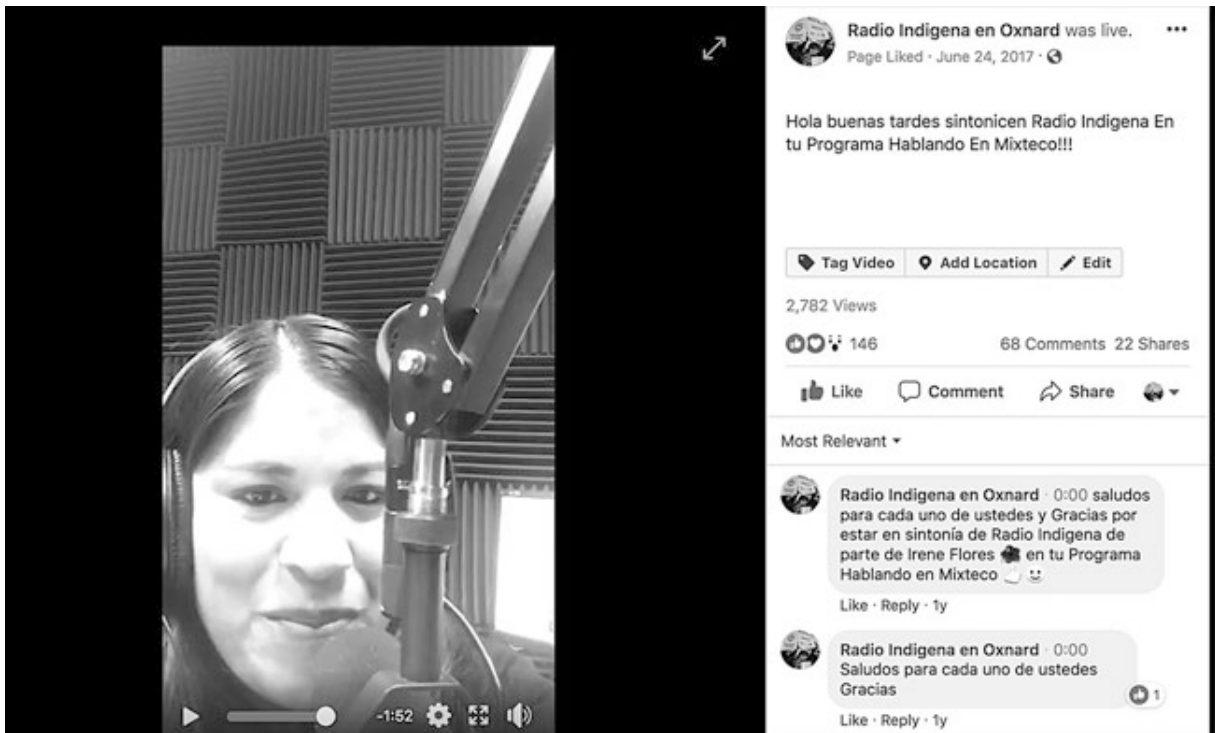 Radio Indigena en Oxnard was live.
Page Liked · June 24, 2017 ·
Hola buenas tardes sintonicen Radio Indigena En
tu Programa Hablando En Mixteco!!!
Tag Video Add Location Edit
2,782 Views
146 68 Comments 22 Shares
Like Comment Share
Most Relevant
Radio Indigena en Oxnard · 0:00 saludos
para cada uno de ustedes y Gracias por
estar en sintonía de Radio Indigena de
parte de Irene Flores en tu Programa
Hablando en Mixteco
Like · Reply · 1y
Radio Indigena en Oxnard · 0:00
Saludos para cada uno de ustedes
Gracias
1
Like · Reply · 1y
-1:52